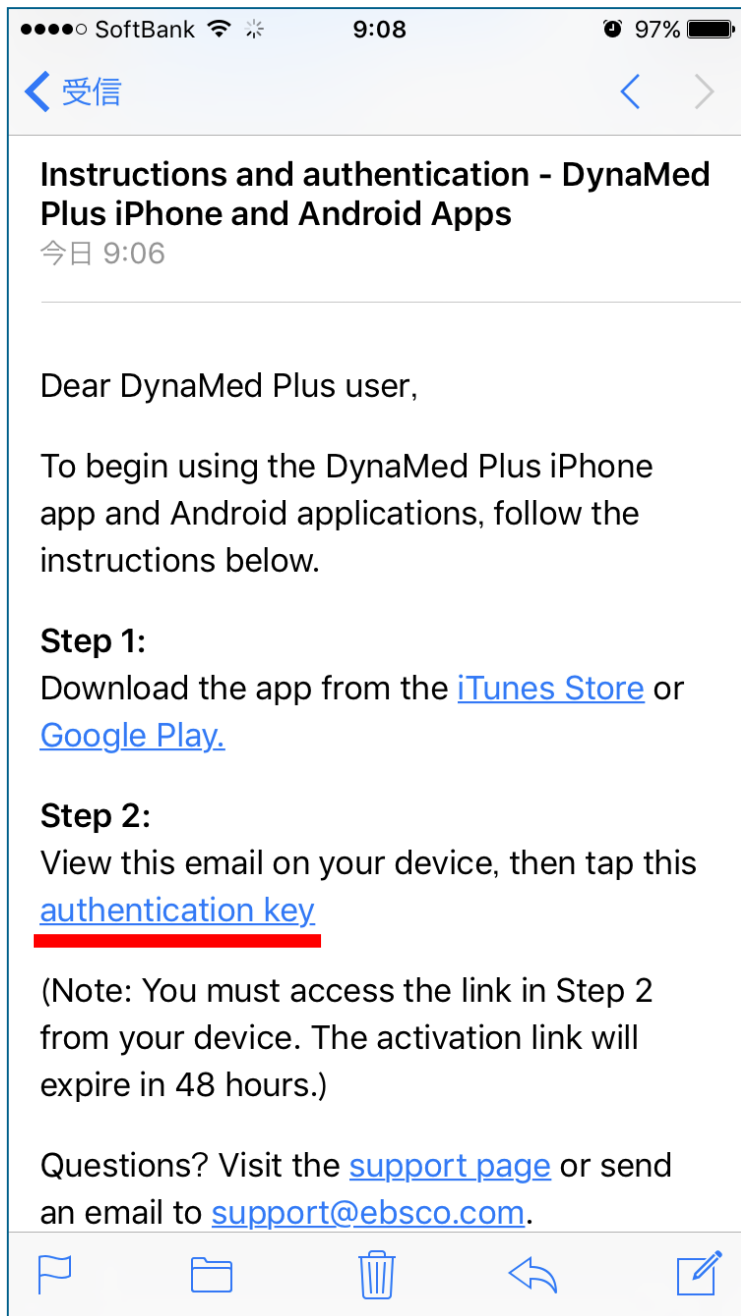 SoftBank 9:08 97%
受信
Instructions and authentication - DynaMed
Plus iPhone and Android Apps
今日 9:06
Dear DynaMed Plus user,
To begin using the DynaMed Plus iPhone
app and Android applications, follow the
instructions below.
Step 1:
Download the app from the iTunes Store or
Google Play.
Step 2:
View this email on your device, then tap this
authentication key
(Note: You must access the link in Step 2
from your device. The activation link will
expire in 48 hours.)
Questions? Visit the support page or send
an email to support@ebsco.com.